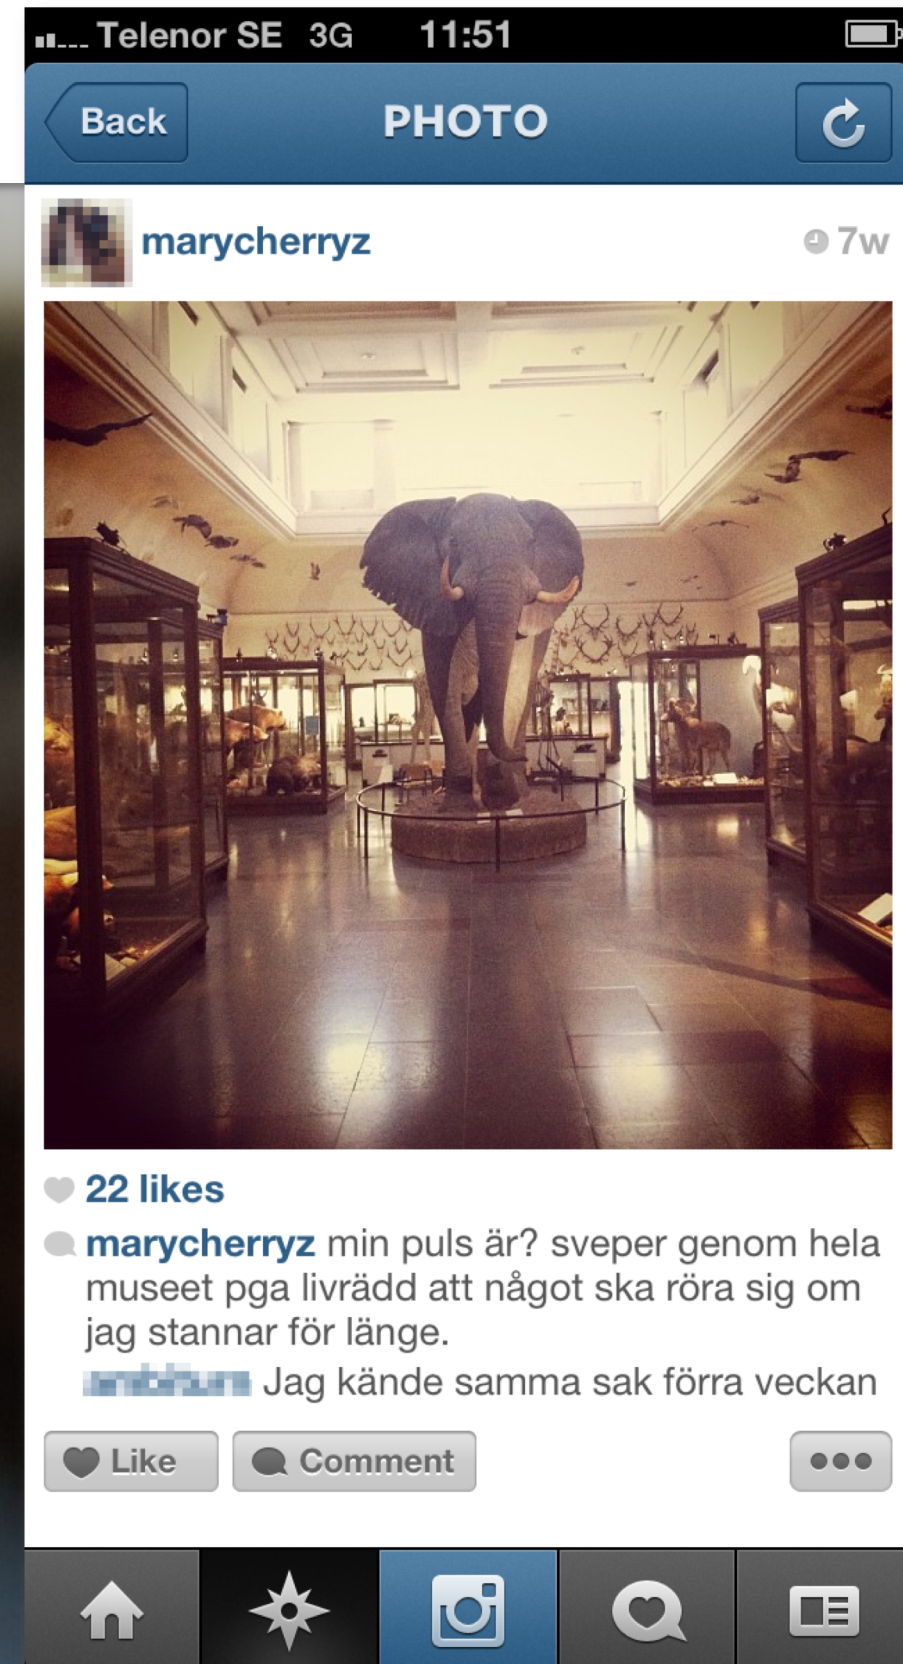 Telenor SE 3G 11:51
Back PHOTO
marycherryz 7w
22 likes
marycherryz min puls är? sveper genom hela
museet pga livrädd att något ska röra sig om
jag stannar för länge.
Jag kände samma sak förra veckan
Like Comment